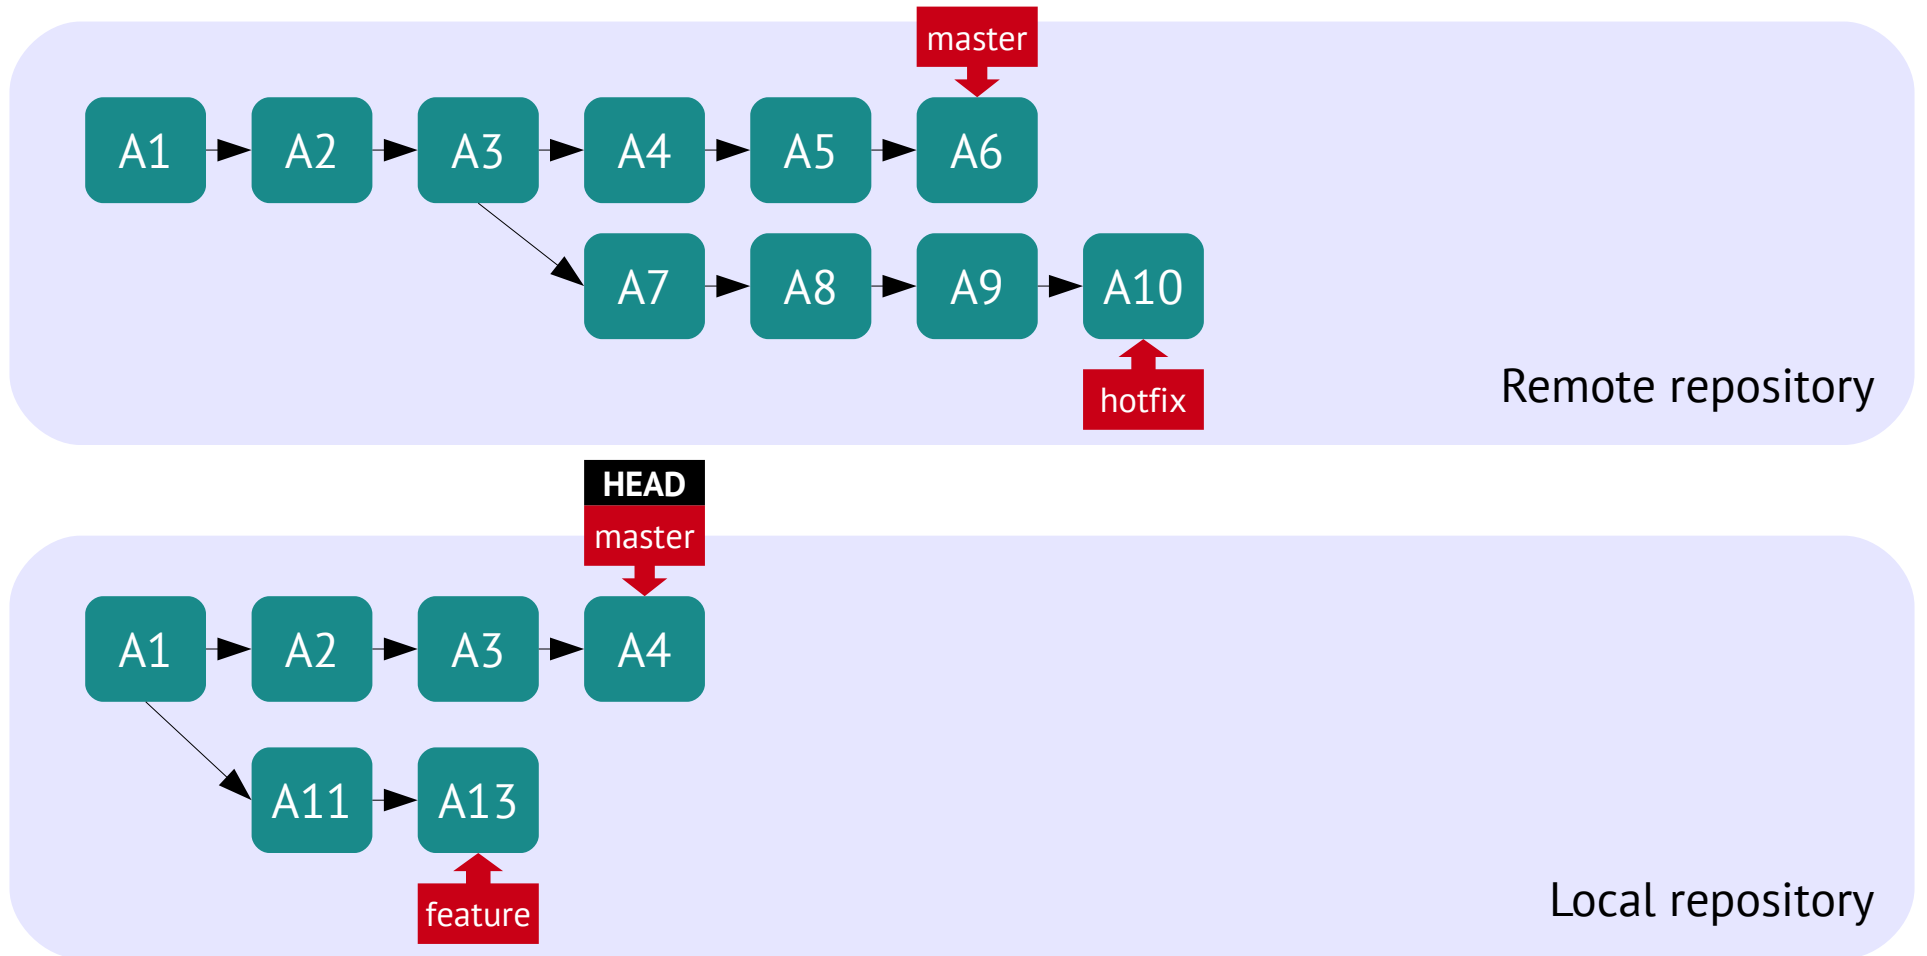 master
A1 A2 A3 A4 A5 A6
A7 A8 A9 A10
hotfix
Remote repository
HEAD
master
A1 A2 A3 A4
A11 A13
feature
Local repository